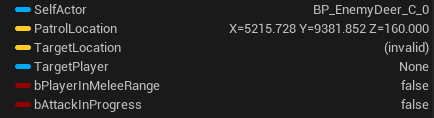 SelfActor BP_EnemyDeer_C_0
PatrolLocation X=5215.728 Y=9381.852 Z=160.000
TargetLocation (invalid)
TargetPlayer None
bPlayerInMeleeRange false
bAttackInProgress false